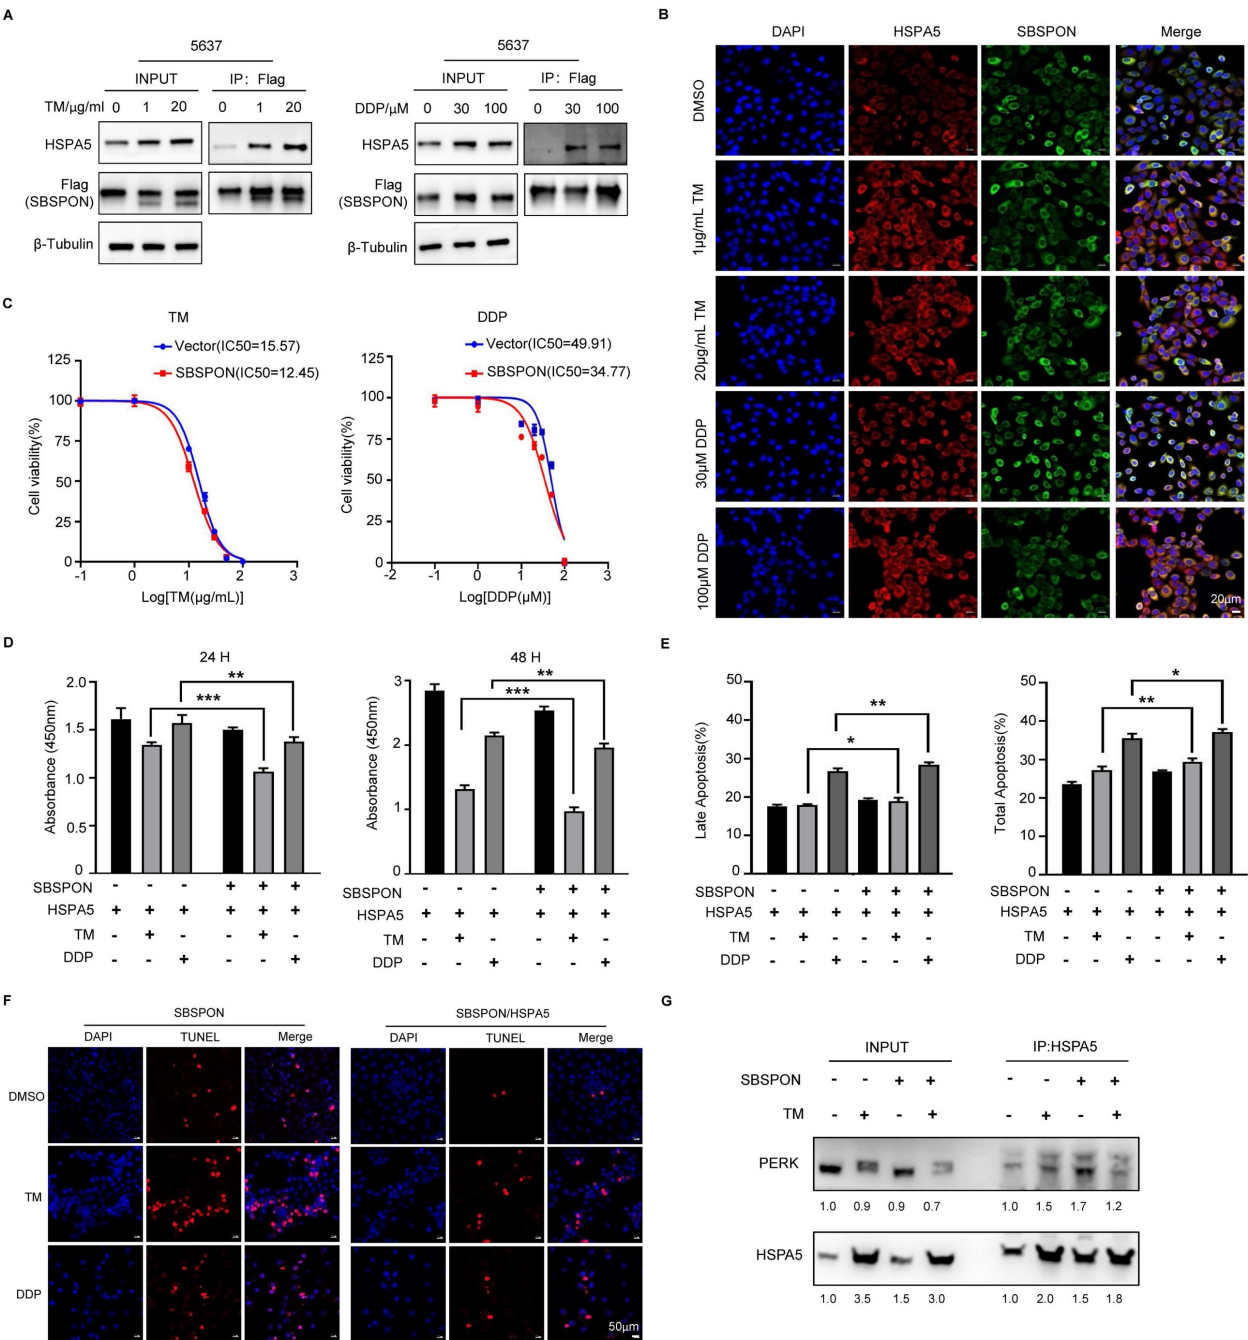 A
5637
INPUT IP: Flag
TM/μg/ml 0 1 20 0 1 20
HSPA5
Flag
(SBSPON)
β-Tubulin
5637
INPUT IP: Flag
DDP/μM 0 30 100 0 30 100
HSPA5
Flag
(SBSPON)
β-Tubulin
B
DAPI HSPA5 SBSPON Merge
DMSO
1μg/mL TM
20μg/mL TM
30μM DDP
100μM DDP
20μm
C
TM
Vector(IC50=15.57)
SBSPON(IC50=12.45)
Cell viability(%)
125
100
75
50
25
0
-1 0 1 2 3
Log[TM(μg/mL)]
DDP
Vector(IC50=49.91)
SBSPON(IC50=34.77)
Cell viability(%)
125
100
75
50
25
0
-2 -1 0 1 2 3
Log[DDP(μM)]
D
24 H
Absorbance (450nm)
2.0
1.5
1.0
0.5
0
**
***
SBSPON - - - + + +
HSPA5 + + + + + +
TM - + - - + -
DDP - - + - - +
48 H
Absorbance (450nm)
3
2
1
0
**
***
SBSPON - - - + + +
HSPA5 + + + + + +
TM - + - - + -
DDP - - + - - +
E
Late Apoptosis(%)
50
40
30
20
10
0
**
*
SBSPON - - - + + +
HSPA5 + + + + + +
TM - + - - + -
DDP - - + - - +
Total Apoptosis(%)
50
40
30
20
10
0
*
**
SBSPON - - - + + +
HSPA5 + + + + + +
TM - + - - + -
DDP - - + - - +
F
SBSPON SBSPON/HSPA5
DAPI TUNEL Merge DAPI TUNEL Merge
DMSO
TM
DDP
50μm
G
INPUT IP:HSPA5
SBSPON - - + + - - + +
TM - + - + - + - +
PERK
1.0 0.9 0.9 0.7 1.0 1.5 1.7 1.2
HSPA5
1.0 3.5 1.5 3.0 1.0 2.0 1.5 1.8